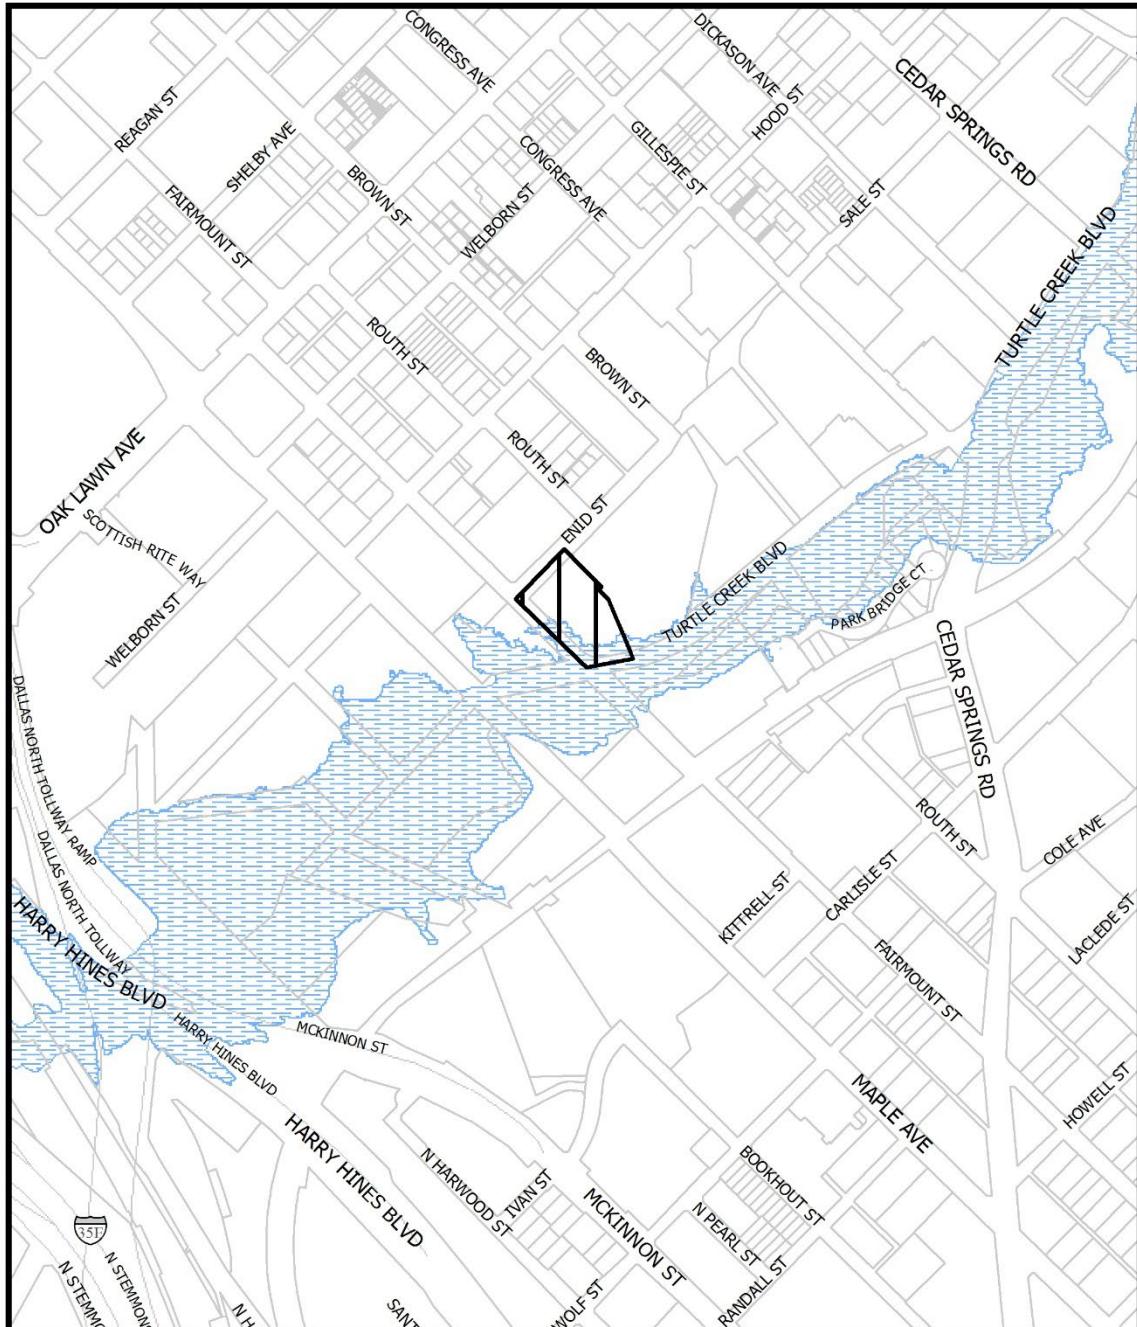 CONGRESS AVE
DICKASON AVE
CEDAR SPRINGS RD
REAGAN ST
HOOD ST
SHELBY AVE
GILLESPIE ST
CONGRESS AVE
BROWN ST
FAIRMOUNT ST
WELBORN ST
SALE ST
TURTLE CREEK BLVD
ROUTH ST
BROWN ST
OAK LAWN AVE
ROUTH ST
SCOTTISH RITE WAY
ENID ST
WELBORN ST
TURTLE CREEK BLVD
PARK BRIDGE CT
CEDAR SPRINGS RD
DALLAS NORTH TOLLWAY RAMP
DALLAS NORTH TOLLWAY
ROUTH ST
COLE AVE
CARLISLE ST
KITTRELL ST
LACLEDE ST
HARRY HINES BLVD
FAIRMOUNT ST
HARRY HINES BLVD
MCKINNON ST
MAPLE AVE
HOWELL ST
HARRY HINES BLVD
N HARWOOD ST
IVAN ST
BOOKHOUT ST
MCKINNON ST
N PEARL ST
RANDALL ST
35E
N STEMMO
N STEMMONS
N H
SANT
WOLF ST